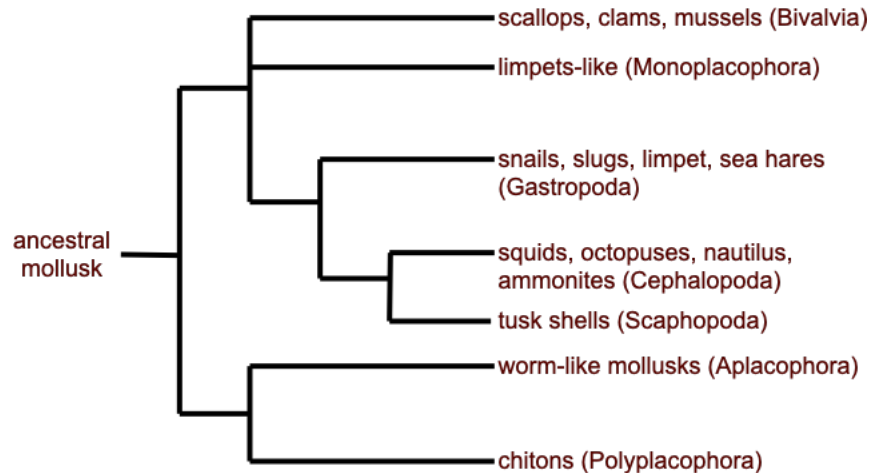 scallops, clams, mussels (Bivalvia)
limpets-like (Monoplacophora)
snails, slugs, limpet, sea hares
(Gastropoda)
ancestral
mollusk
squids, octopuses, nautilus,
ammonites (Cephalopoda)
tusk shells (Scaphopoda)
worm-like mollusks (Aplacophora)
chitons (Polyplacophora)